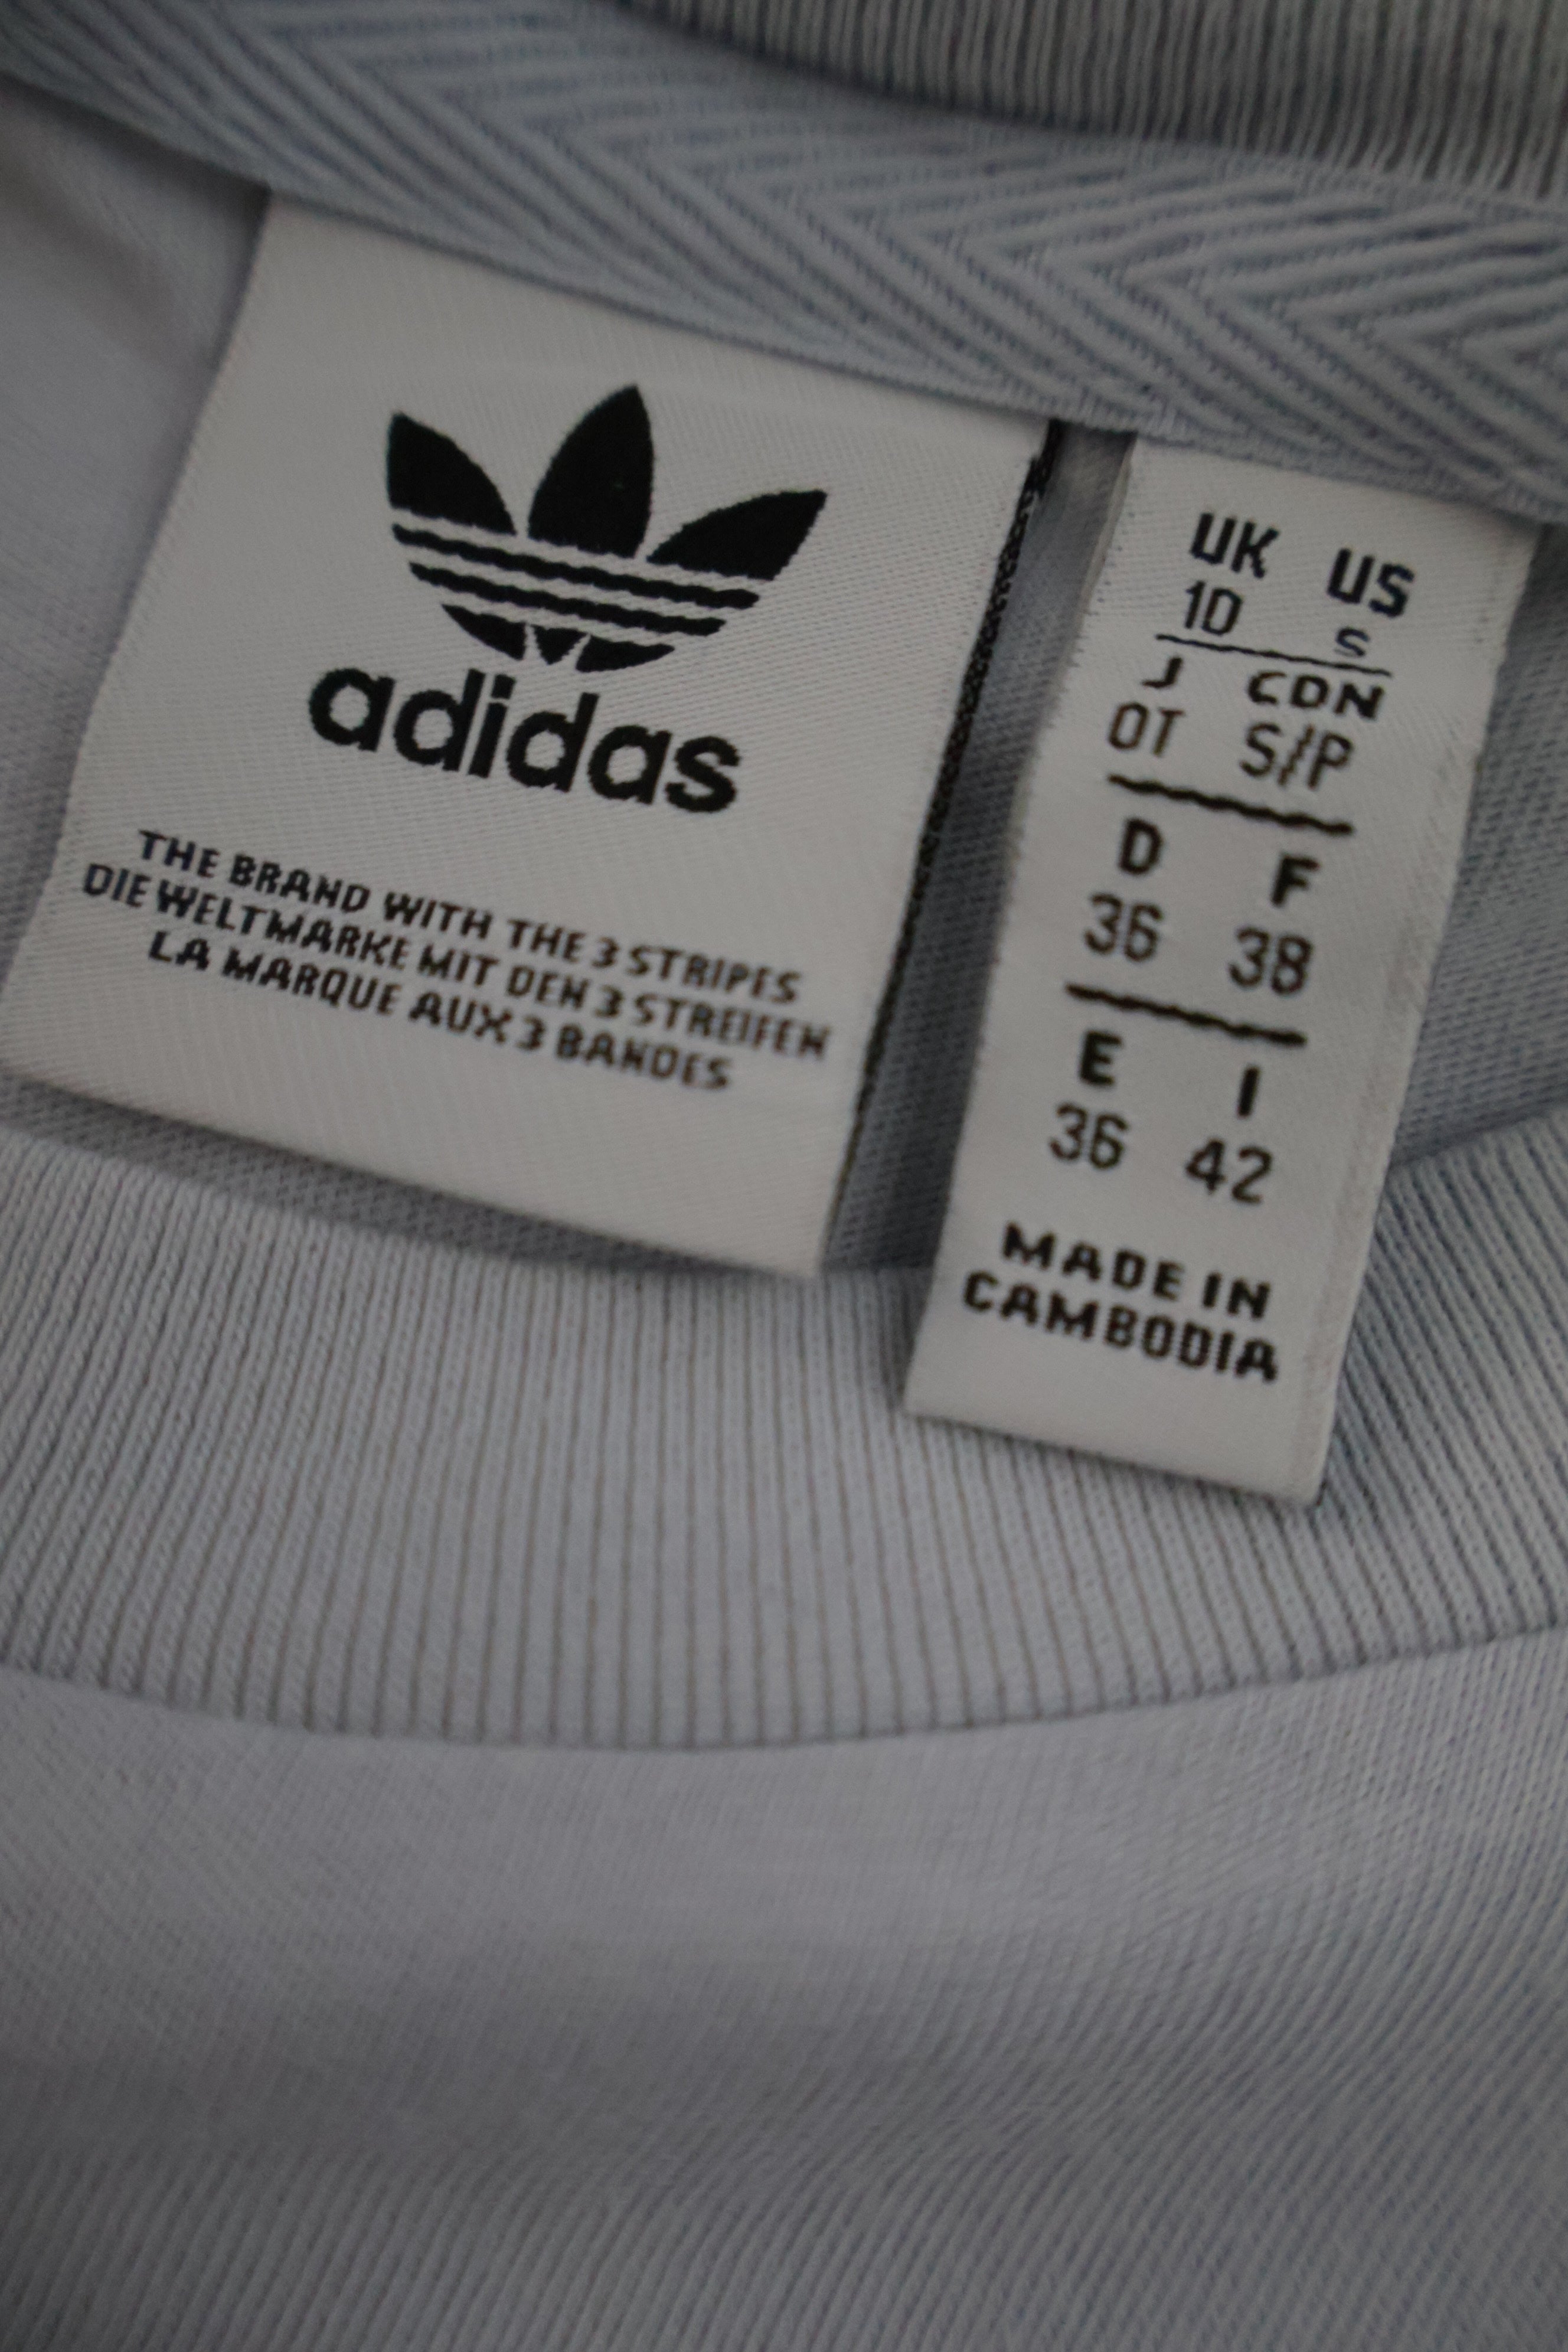 adidas
THE BRAND WITH THE 3 STRIPES
DIE WELTMARKE MIT DEN 3 STREIFEN
LA MARQUE AUX 3 BANDES
UK US
10 S
J CDN
OT S/P
D F
36 38
E I
36 42
MADE IN
CAMBODIA